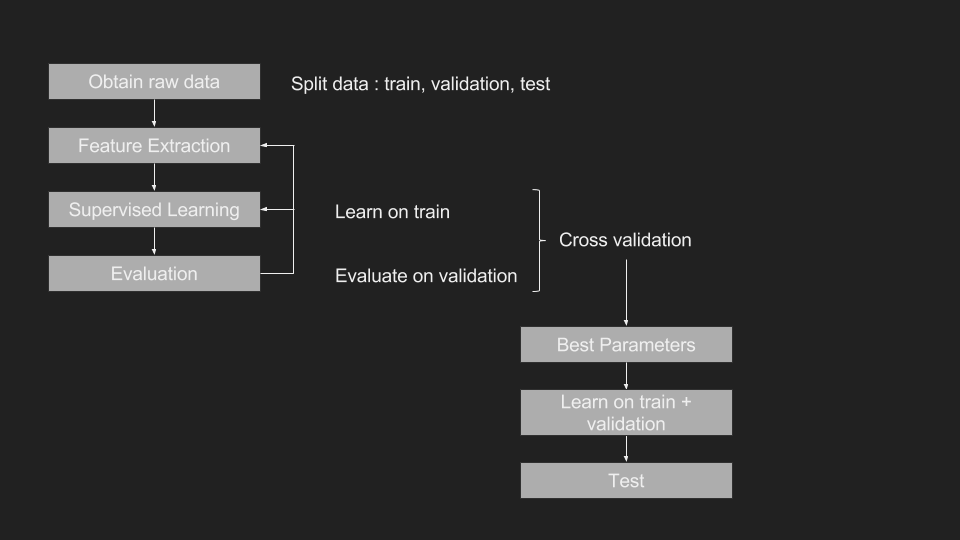 Obtain raw data
Split data : train, validation, test
Feature Extraction
Supervised Learning
Learn on train
Cross validation
Evaluation
Evaluate on validation
Best Parameters
Learn on train +
validation
Test